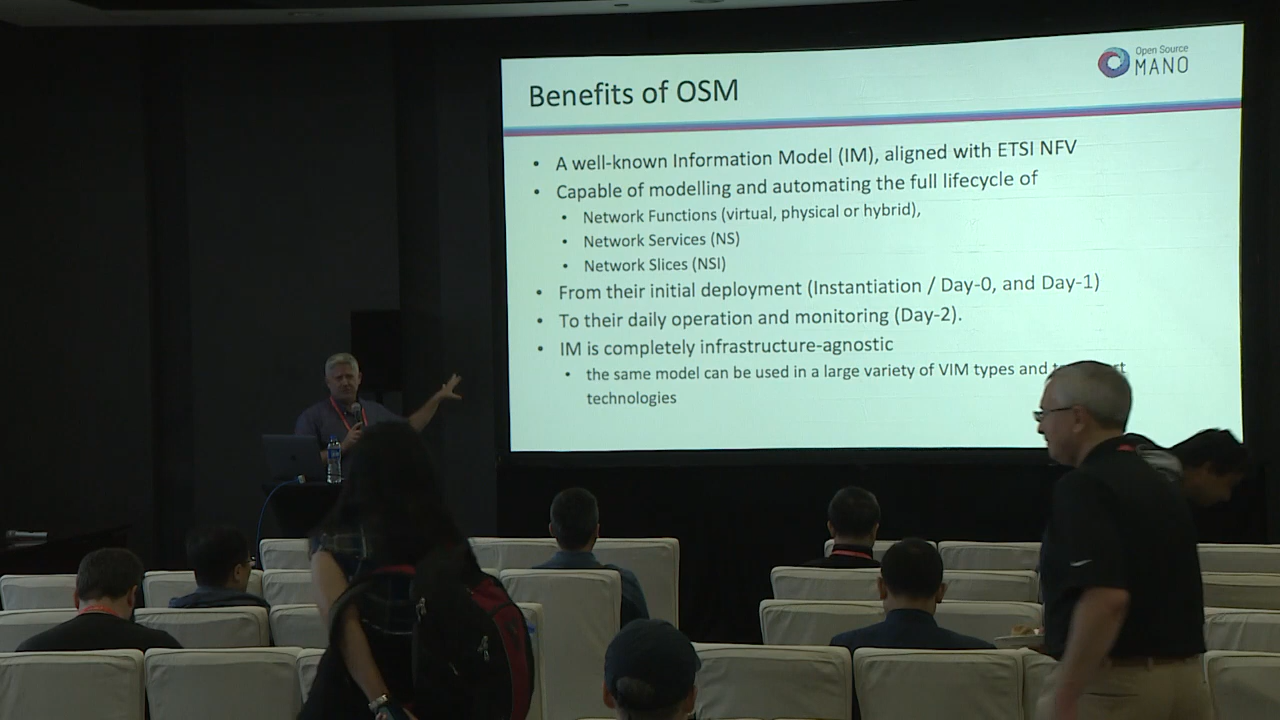 Open Source
MANO
Benefits of OSM
• A well-known Information Model (IM), aligned with ETSI NFV
• Capable of modelling and automating the full lifecycle of
• Network Functions (virtual, physical or hybrid),
• Network Services (NS)
• Network Slices (NSI)
• From their initial deployment (Instantiation / Day-0, and Day-1)
• To their daily operation and monitoring (Day-2).
• IM is completely infrastructure-agnostic
• the same model can be used in a large variety of VIM types and
technologies